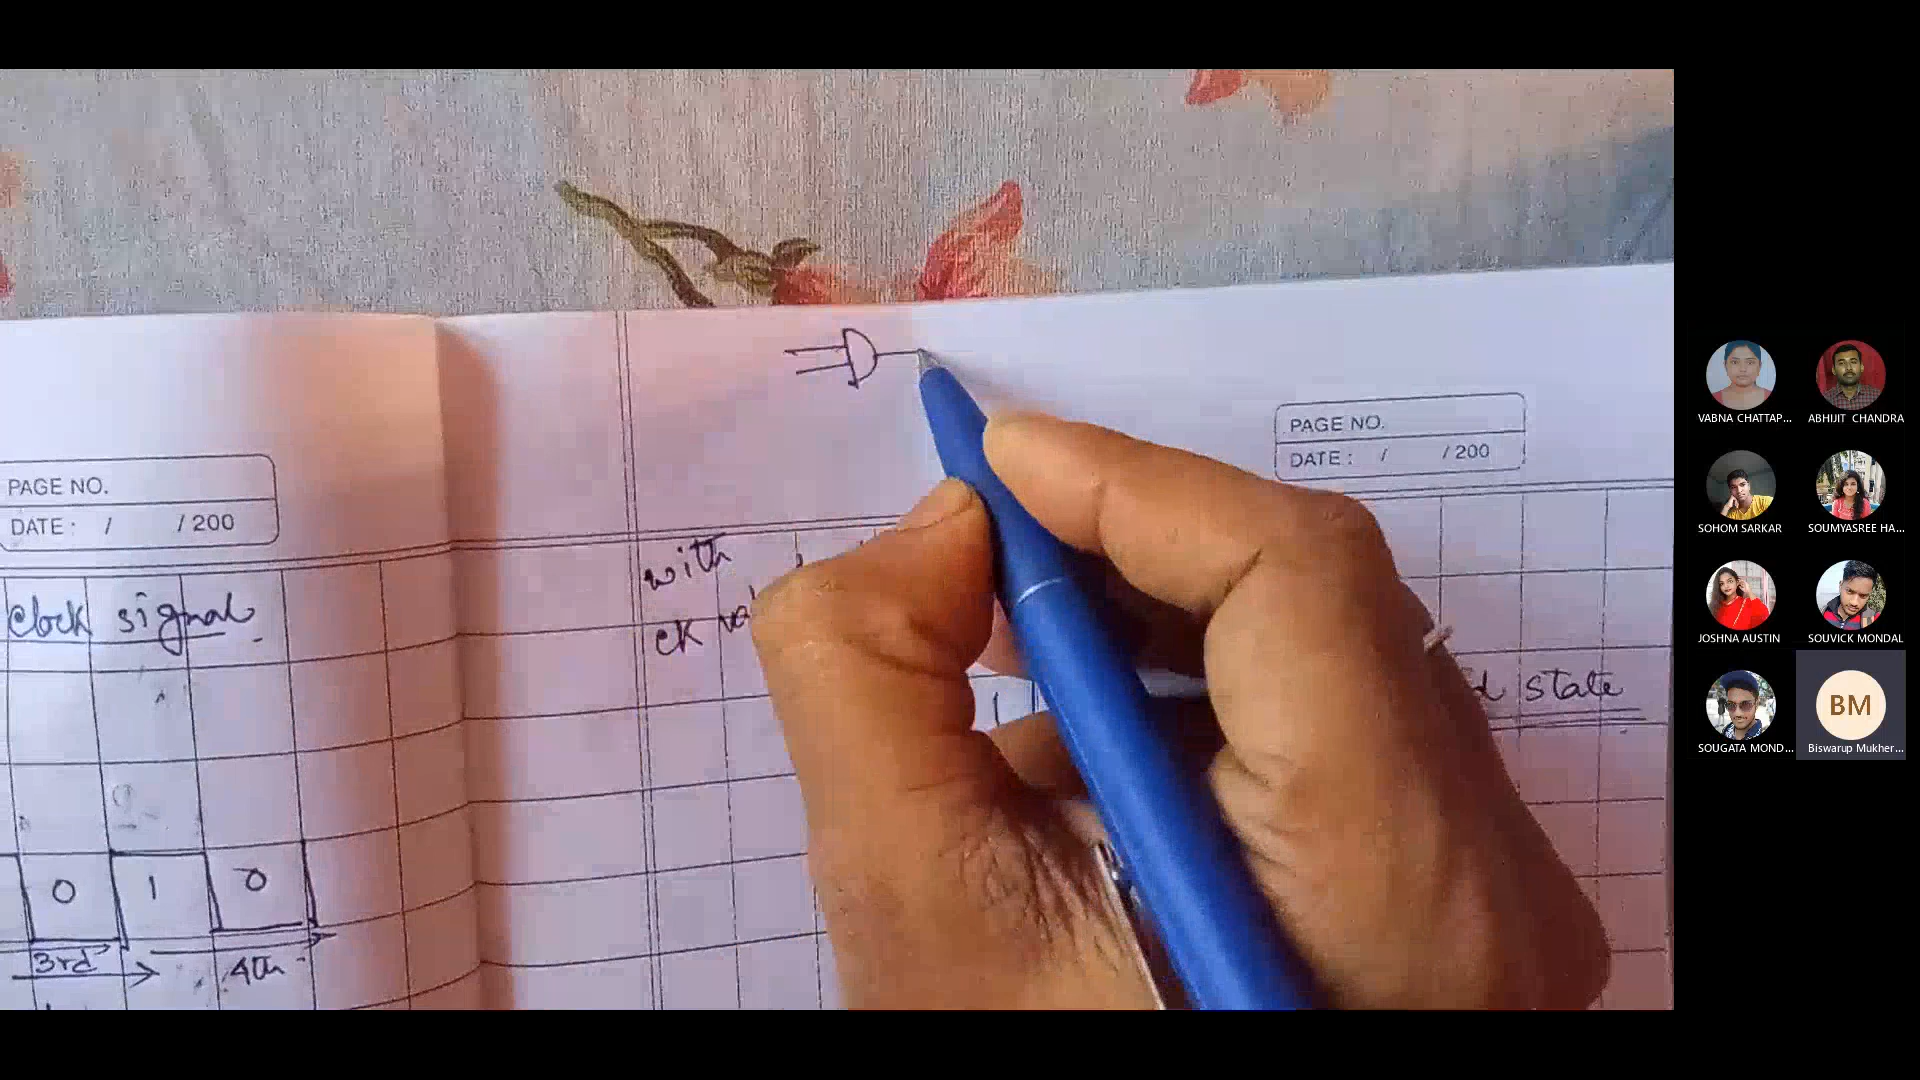 PAGE NO.
DATE : / / 200
clock signal
0 1 0
3rd 4th
PAGE NO.
DATE : / / 200
with
CK
state
VABNA CHATTAP...
ABHIJIT CHANDRA
SOHOM SARKAR
SOUMYASREE HA...
JOSHNA AUSTIN
SOUVICK MONDAL
SOUGATA MOND...
BM
Biswarup Mukher...